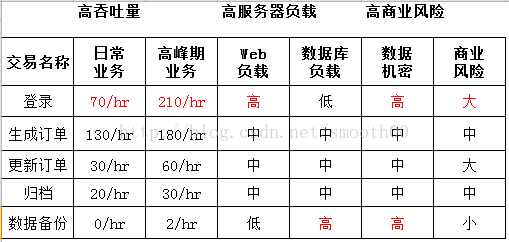 高吞吐量 高服务器负载 高商业风险
交易名称 日常业务 高峰期业务 Web负载 数据库负载 数据机密 商业风险
登录 70/hr 210/hr 高 低 高 大
生成订单 130/hr 180/hr 中 中 中 中
更新订单 30/hr 60/hr 中 中 中 大
归档 20/hr 30/hr 中 中 中 中
数据备份 0/hr 2/hr 低 高 高 小
http://blog.csdn.net/smooth00